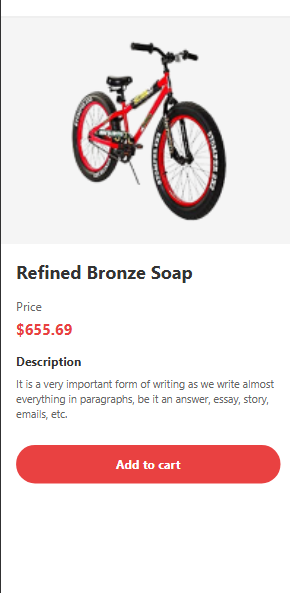 Refined Bronze Soap
Price
$655.69
Description
It is a very important form of writing as we write almost
everything in paragraphs, be it an answer, essay, story,
emails, etc.
Add to cart